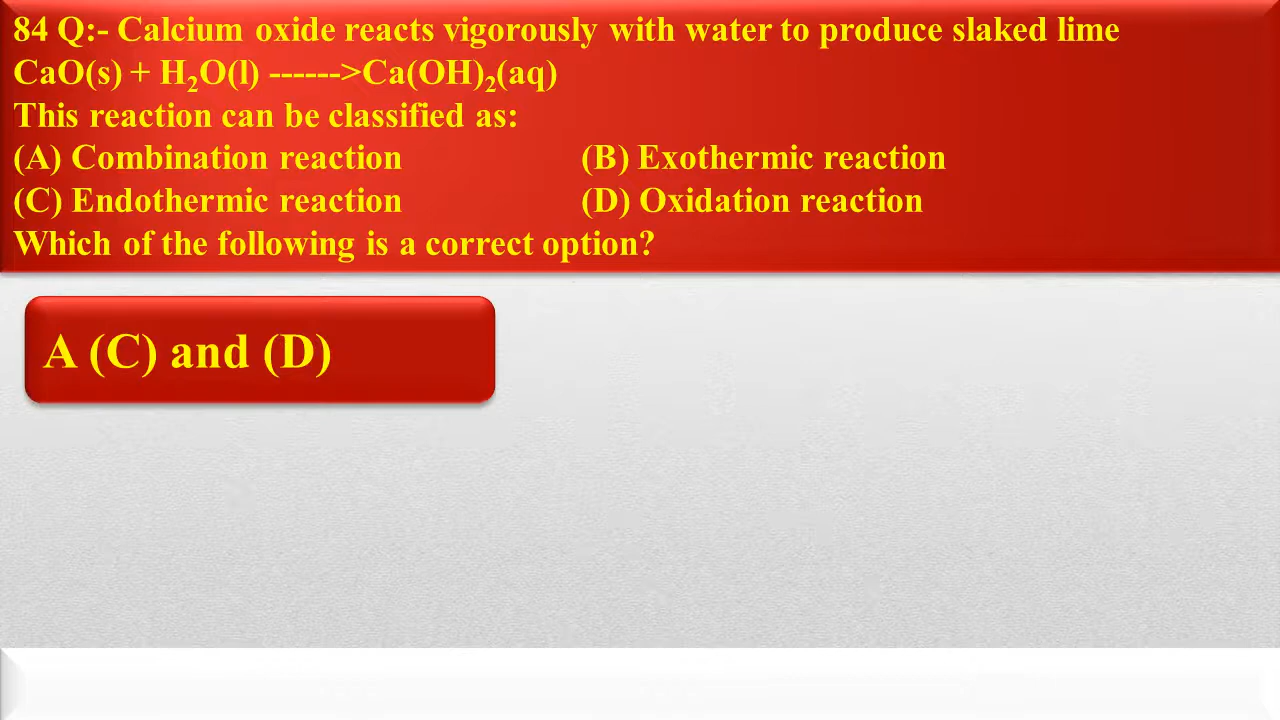 84 Q:- Calcium oxide reacts vigorously with water to produce slaked lime
CaO(s) + H₂O(l) ------>Ca(OH)₂(aq)
This reaction can be classified as:
(A) Combination reaction (B) Exothermic reaction
(C) Endothermic reaction (D) Oxidation reaction
Which of the following is a correct option?
A (C) and (D)